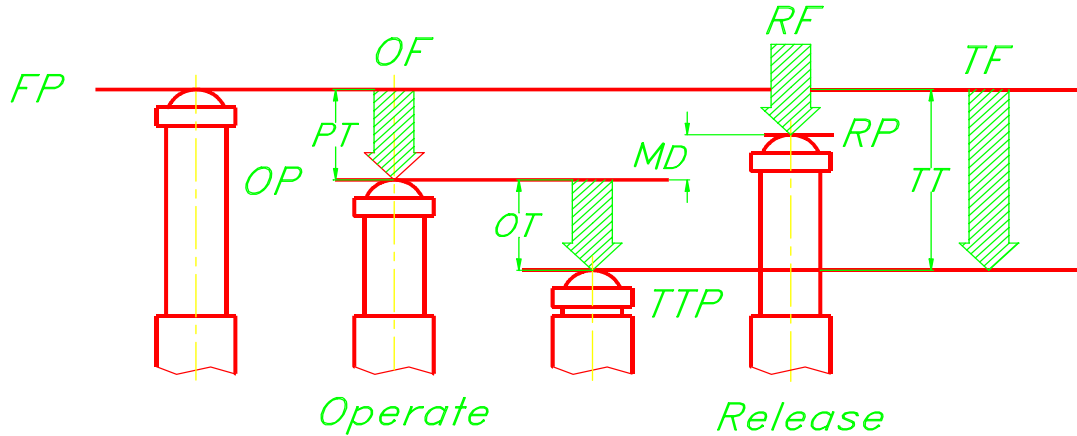 RF
OF
TF
FP
PT
RP
MD
OP
TT
OT
TTP
Operate
Release